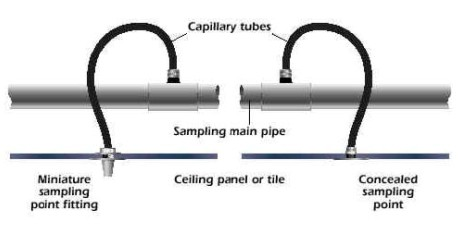 Capillary tubes
Sampling main pipe
Miniature
sampling
point fitting
Ceiling panel or tile
Concealed
sampling
point